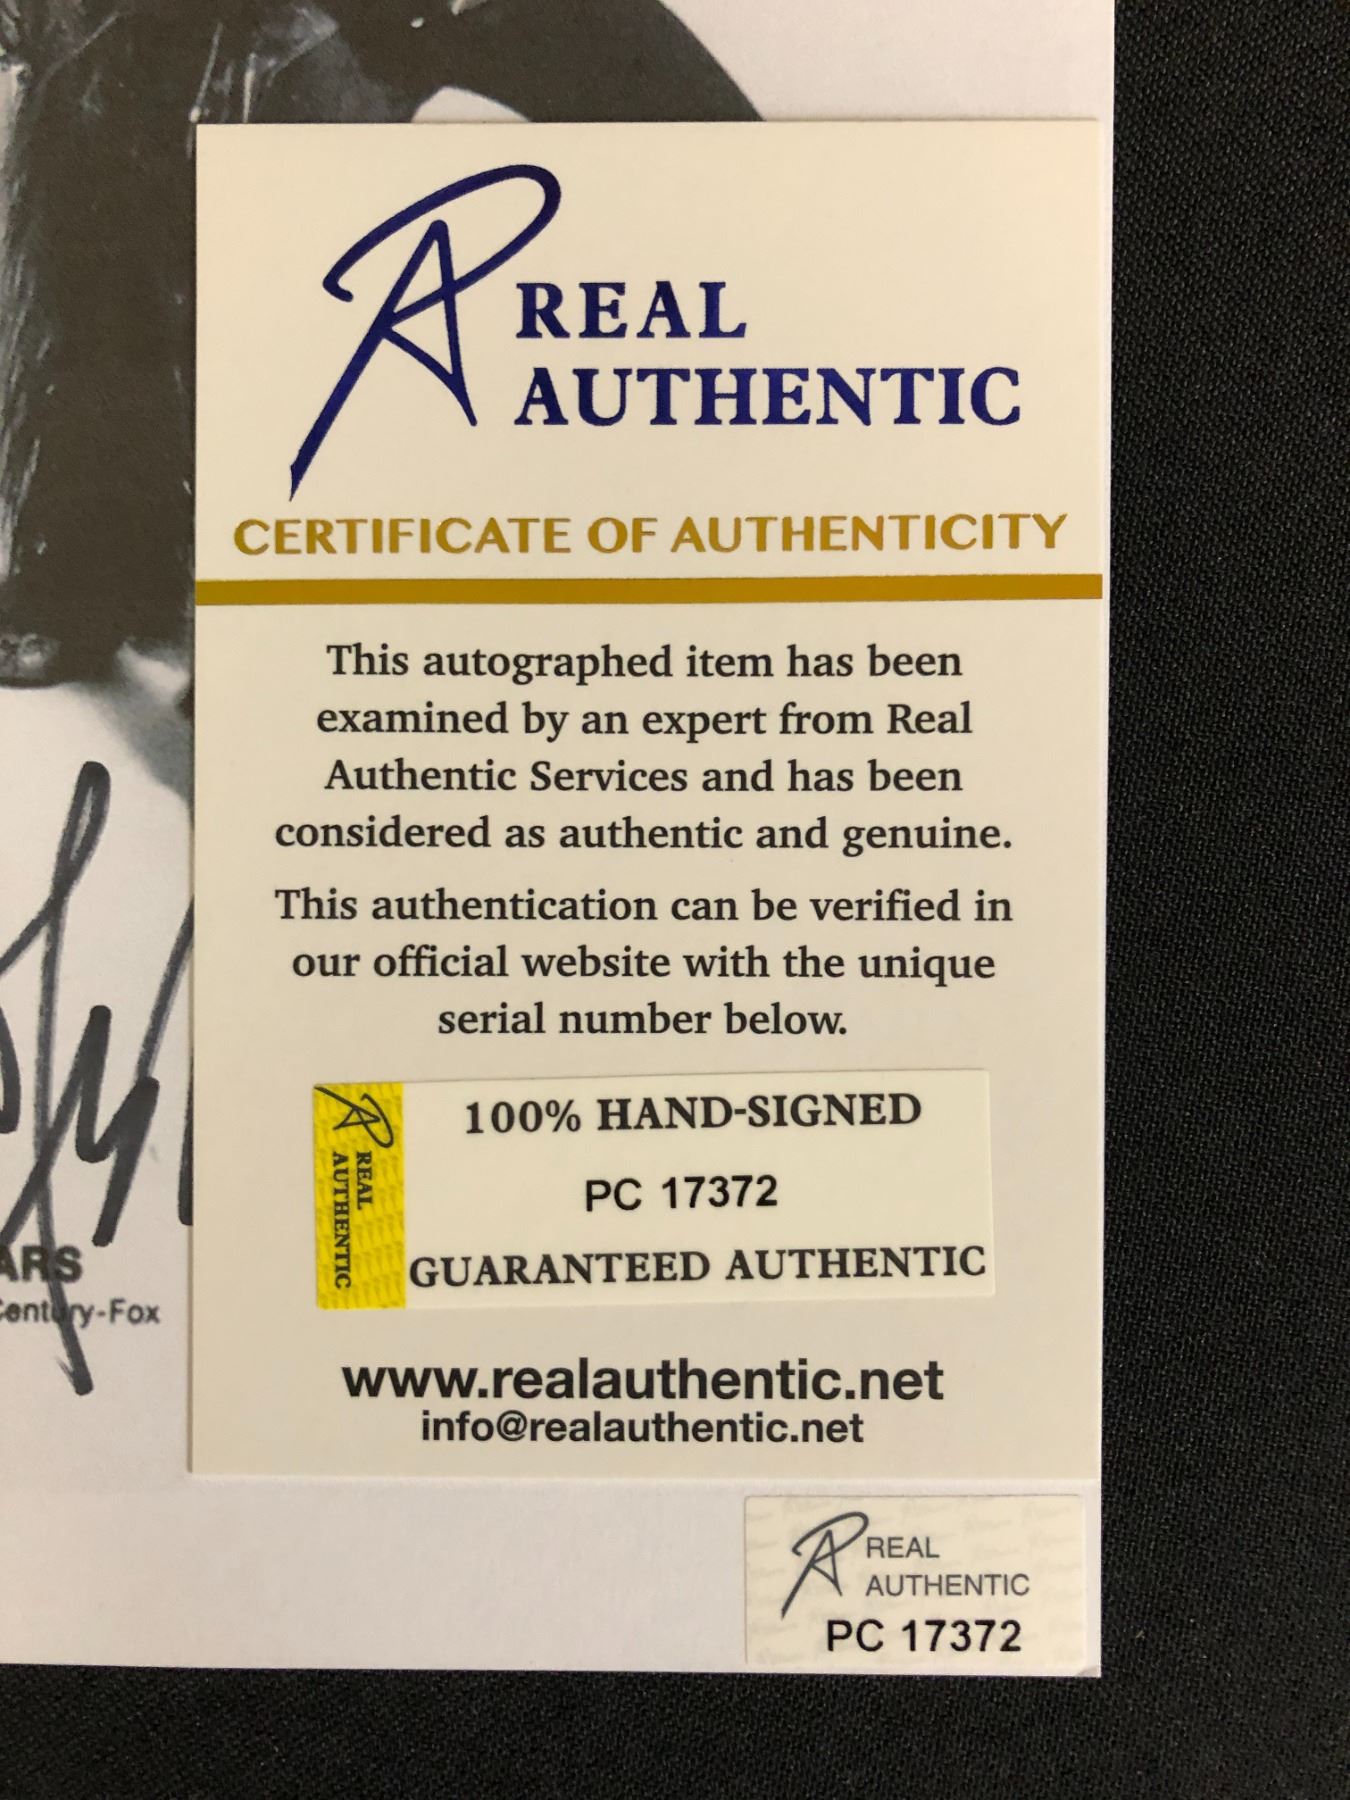 REAL
AUTHENTIC
CERTIFICATE OF AUTHENTICITY
This autographed item has been
examined by an expert from Real
Authentic Services and has been
considered as authentic and genuine.
This authentication can be verified in
our official website with the unique
serial number below.
REAL
AUTHENTIC
100% HAND-SIGNED
PC 17372
GUARANTEED AUTHENTIC
ARS
Century-Fox
www.realauthentic.net
info@realauthentic.net
REAL
AUTHENTIC
PC 17372